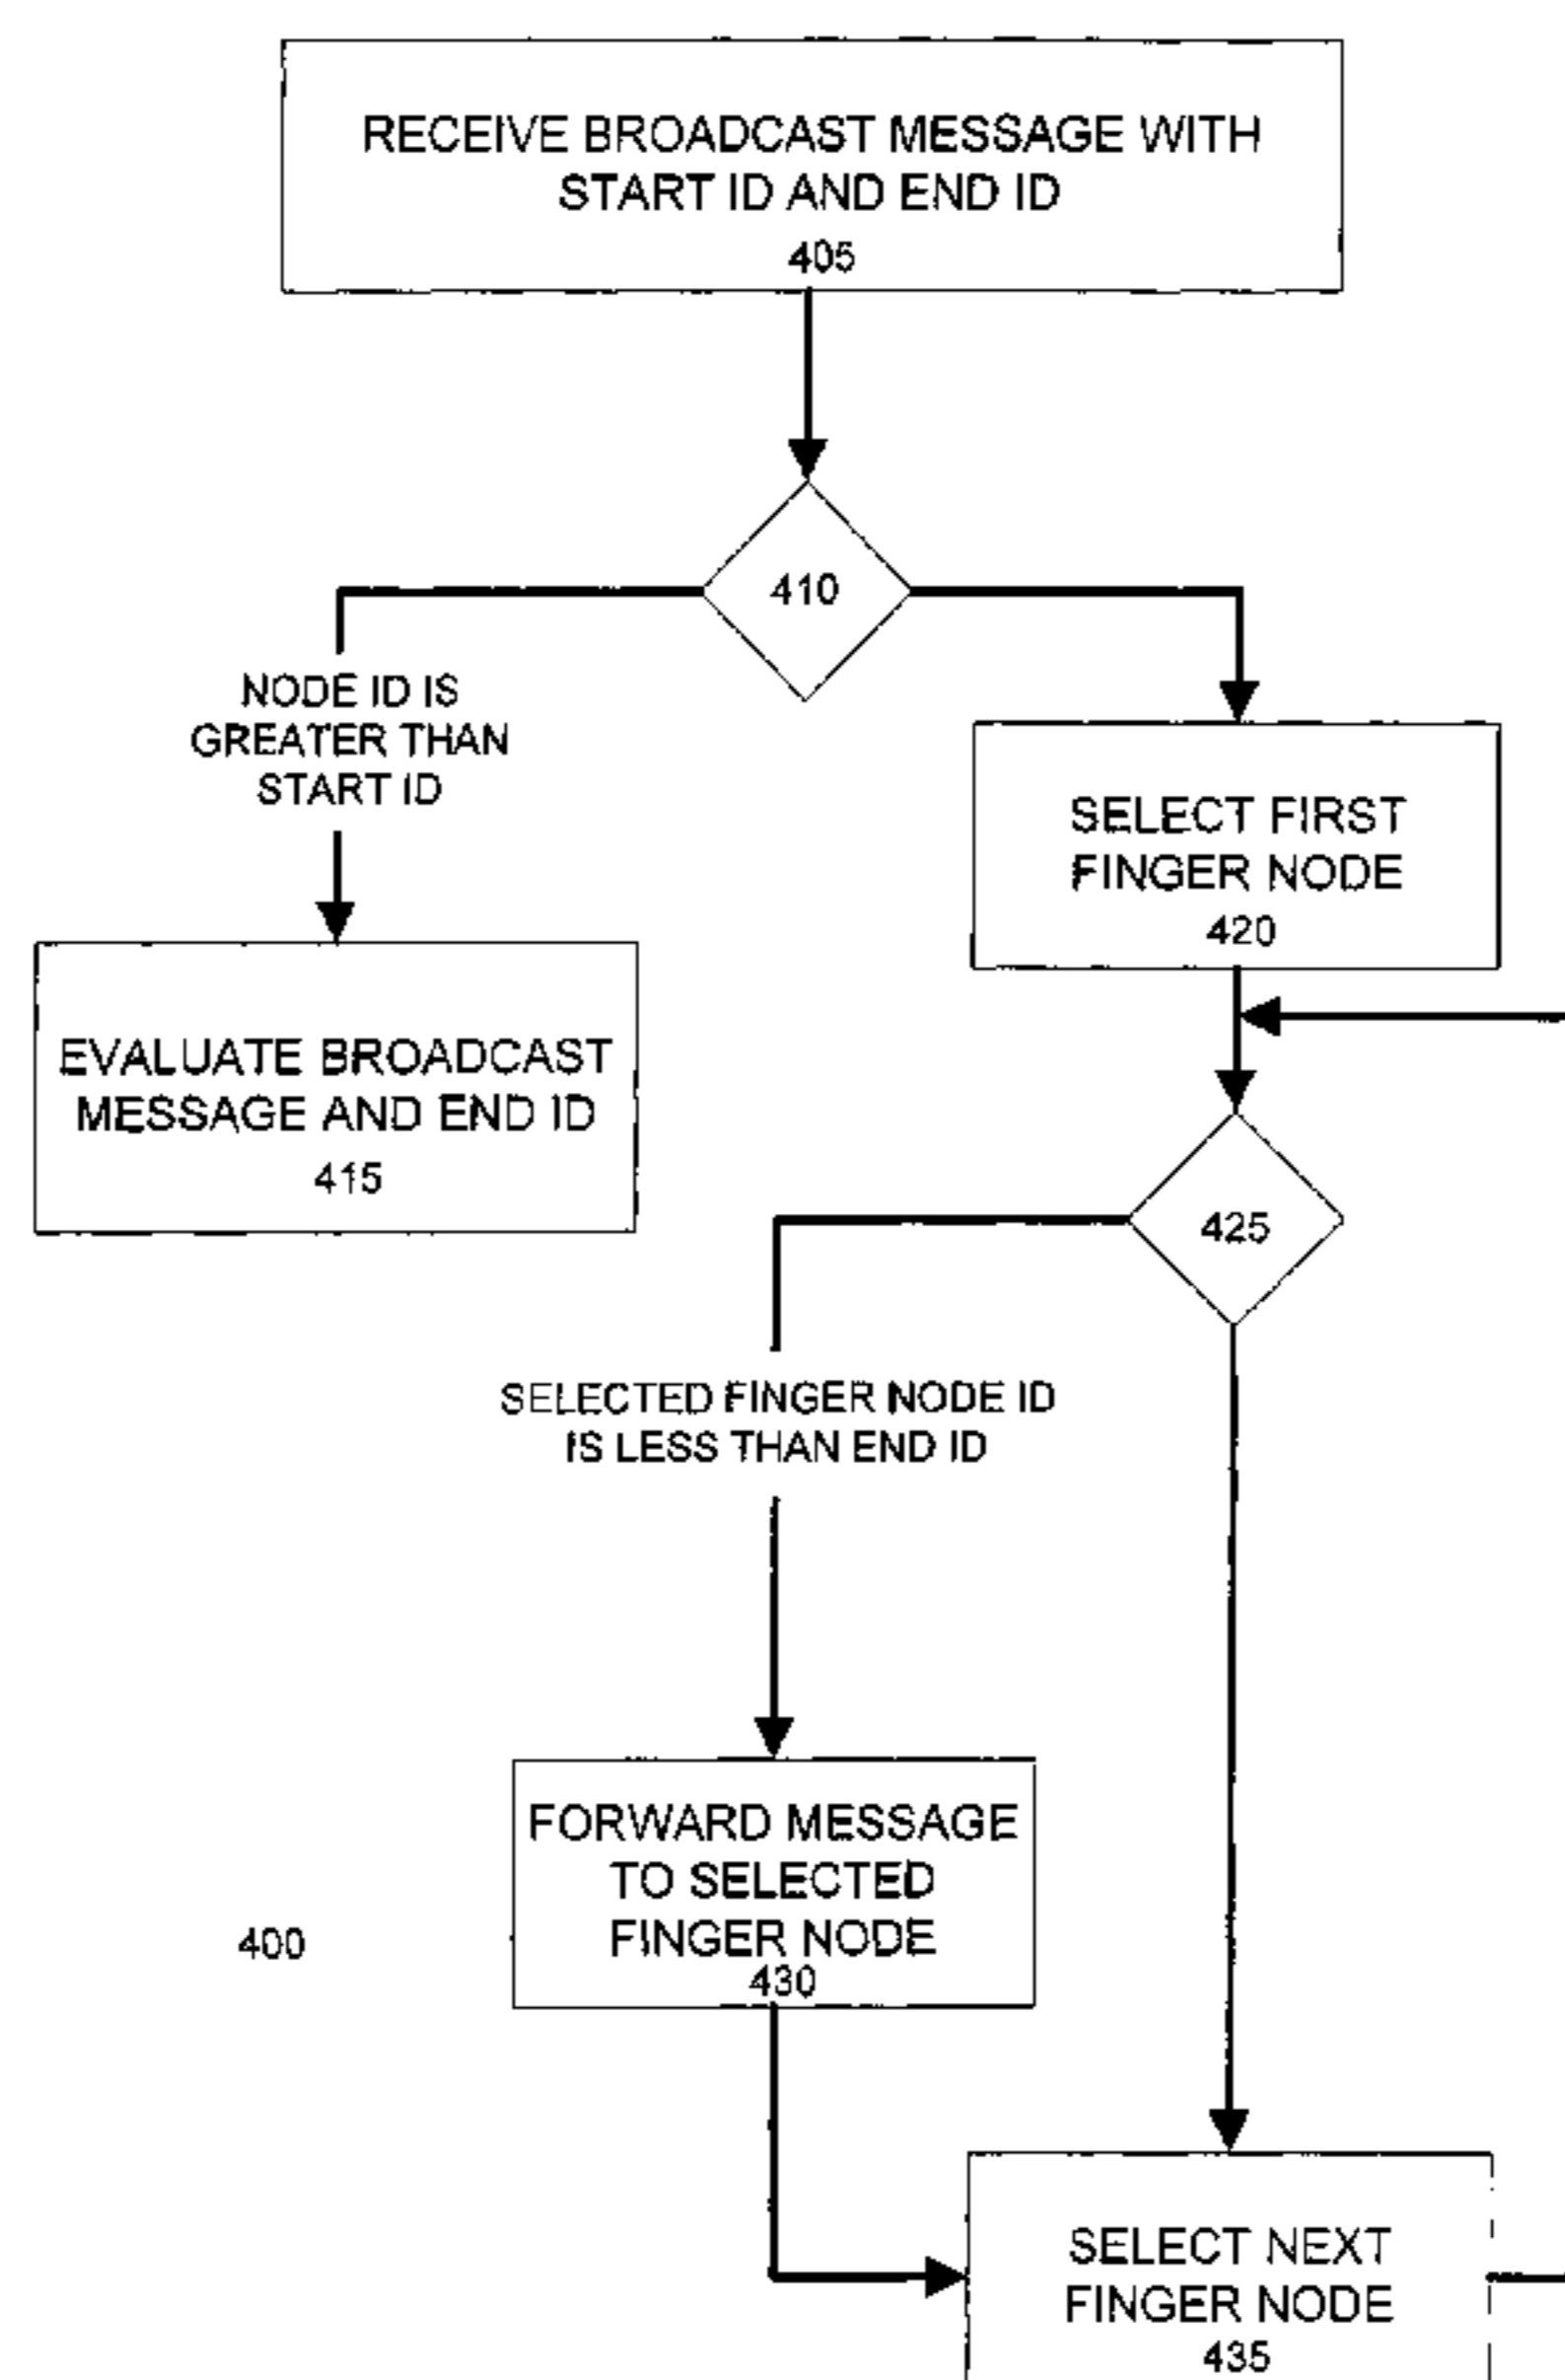 RECEIVE BROADCAST MESSAGE WITH
START ID AND END ID
405
410
NODE ID IS
GREATER THAN
START ID
SELECT FIRST
FINGER NODE
420
EVALUATE BROADCAST
MESSAGE AND END ID
415
425
SELECTED FINGER NODE ID
IS LESS THAN END ID
FORWARD MESSAGE
TO SELECTED
FINGER NODE
430
400
SELECT NEXT
FINGER NODE
435